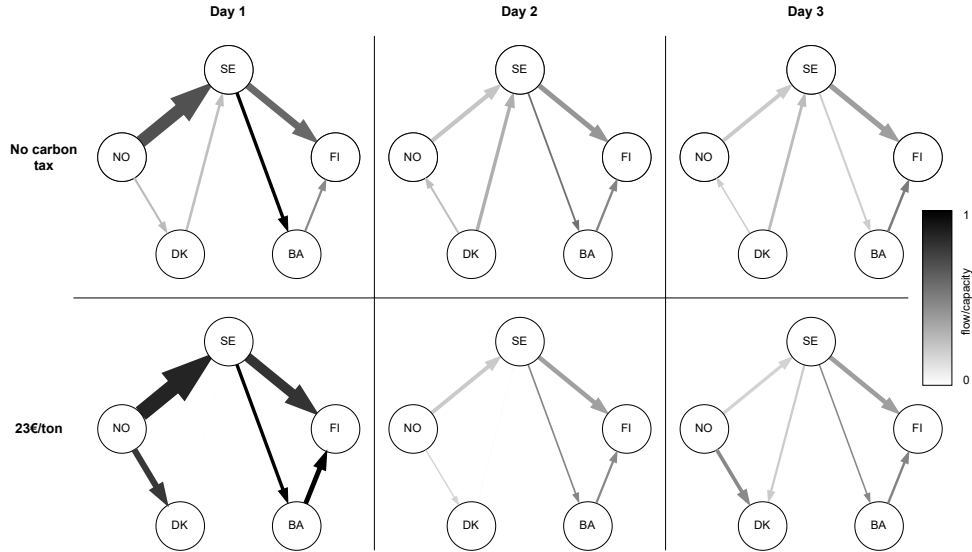 Day 1
Day 2
Day 3
No carbon
tax
SE
NO
FI
DK
BA
SE
NO
FI
DK
BA
SE
NO
FI
DK
BA
1
flow/capacity
0
23€/ton
SE
NO
FI
DK
BA
SE
NO
FI
DK
BA
SE
NO
FI
DK
BA